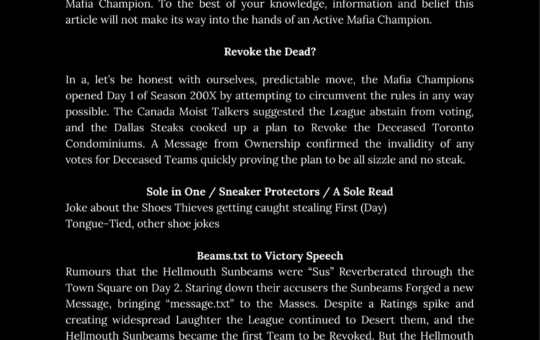 Mafia Champion. To the best of your knowledge, information and belief this
article will not make its way into the hands of an Active Mafia Champion.
Revoke the Dead?
In a, let's be honest with ourselves, predictable move, the Mafia Champions
opened Day 1 of Season 200X by attempting to circumvent the rules in any way
possible. The Canada Moist Talkers suggested the League abstain from voting,
and the Dallas Steaks cooked up a plan to Revoke the Deceased Toronto
Condominiums. A Message from Ownership confirmed the invalidity of any
votes for Deceased Teams quickly proving the plan to be all sizzle and no steak.
Sole in One / Sneaker Protectors / A Sole Read
Joke about the Shoes Thieves getting caught stealing First (Day)
Tongue-Tied, other shoe jokes
Beams.txt to Victory Speech
Rumours that the Hellmouth Sunbeams were “Sus” Reverberated through the
Town Square on Day 2. Staring down their accusers the Sunbeams Forged a new
Message, bringing “message.txt” to the Masses. Despite a Ratings spike and
creating widespread Laughter the League continued to Desert them, and the
Hellmouth Sunbeams became the first Team to be Revoked. But the Hellmouth